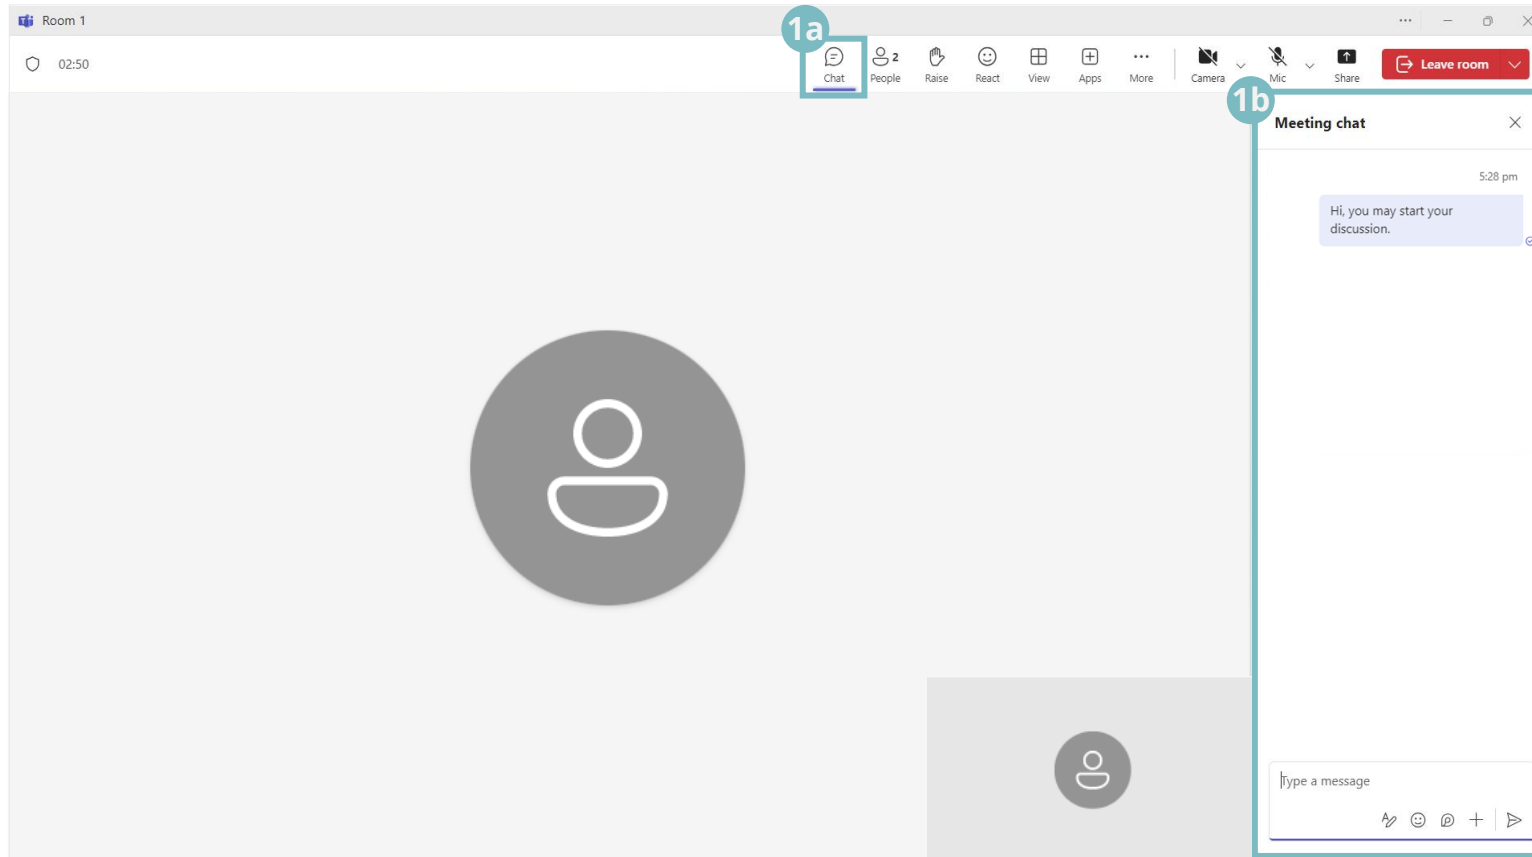 Room 1
1a
02:50
2
Chat
People
Raise
React
View
Apps
More
Camera
Mic
Share
Leave room
1b
Meeting chat
5:28 pm
Hi, you may start your
discussion.
Type a message